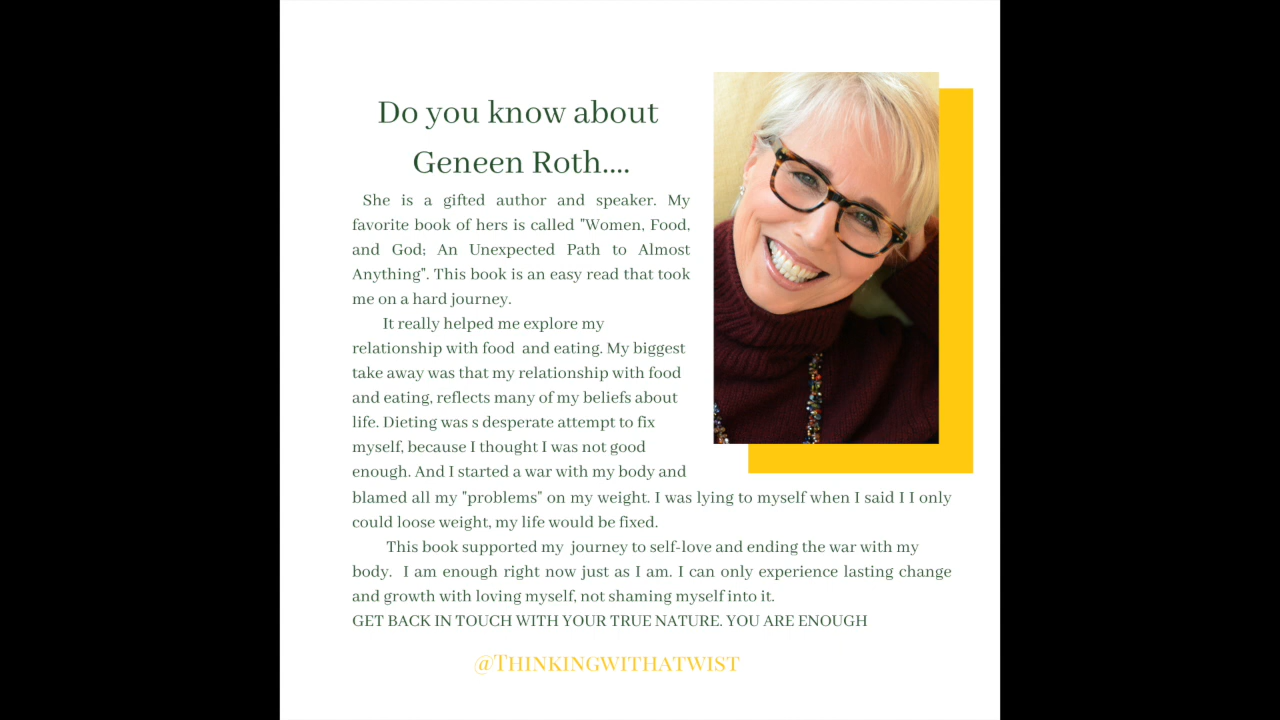 Do you know about
Geneen Roth....
She is a gifted author and speaker. My
favorite book of hers is called "Women, Food,
and God; An Unexpected Path to Almost
Anything". This book is an easy read that took
me on a hard journey.
It really helped me explore my
relationship with food and eating. My biggest
take away was that my relationship with food
and eating, reflects many of my beliefs about
life. Dieting was s desperate attempt to fix
myself, because I thought I was not good
enough. And I started a war with my body and
blamed all my "problems" on my weight. I was lying to myself when I said I I only
could loose weight, my life would be fixed.
This book supported my journey to self-love and ending the war with my
body. I am enough right now just as I am. I can only experience lasting change
and growth with loving myself, not shaming myself into it.
GET BACK IN TOUCH WITH YOUR TRUE NATURE. YOU ARE ENOUGH
@THINKINGWITHATWIST